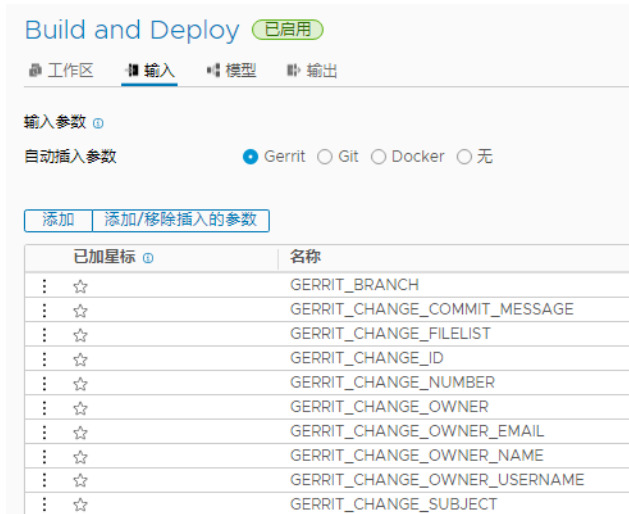 Build and Deploy 已启用
工作区 输入 模型 输出
输入参数
自动插入参数 Gerrit Git Docker 无
添加 添加/移除插入的参数
已加星标 名称
GERRIT_BRANCH
GERRIT_CHANGE_COMMIT_MESSAGE
GERRIT_CHANGE_FILELIST
GERRIT_CHANGE_ID
GERRIT_CHANGE_NUMBER
GERRIT_CHANGE_OWNER
GERRIT_CHANGE_OWNER_EMAIL
GERRIT_CHANGE_OWNER_NAME
GERRIT_CHANGE_OWNER_USERNAME
GERRIT_CHANGE_SUBJECT